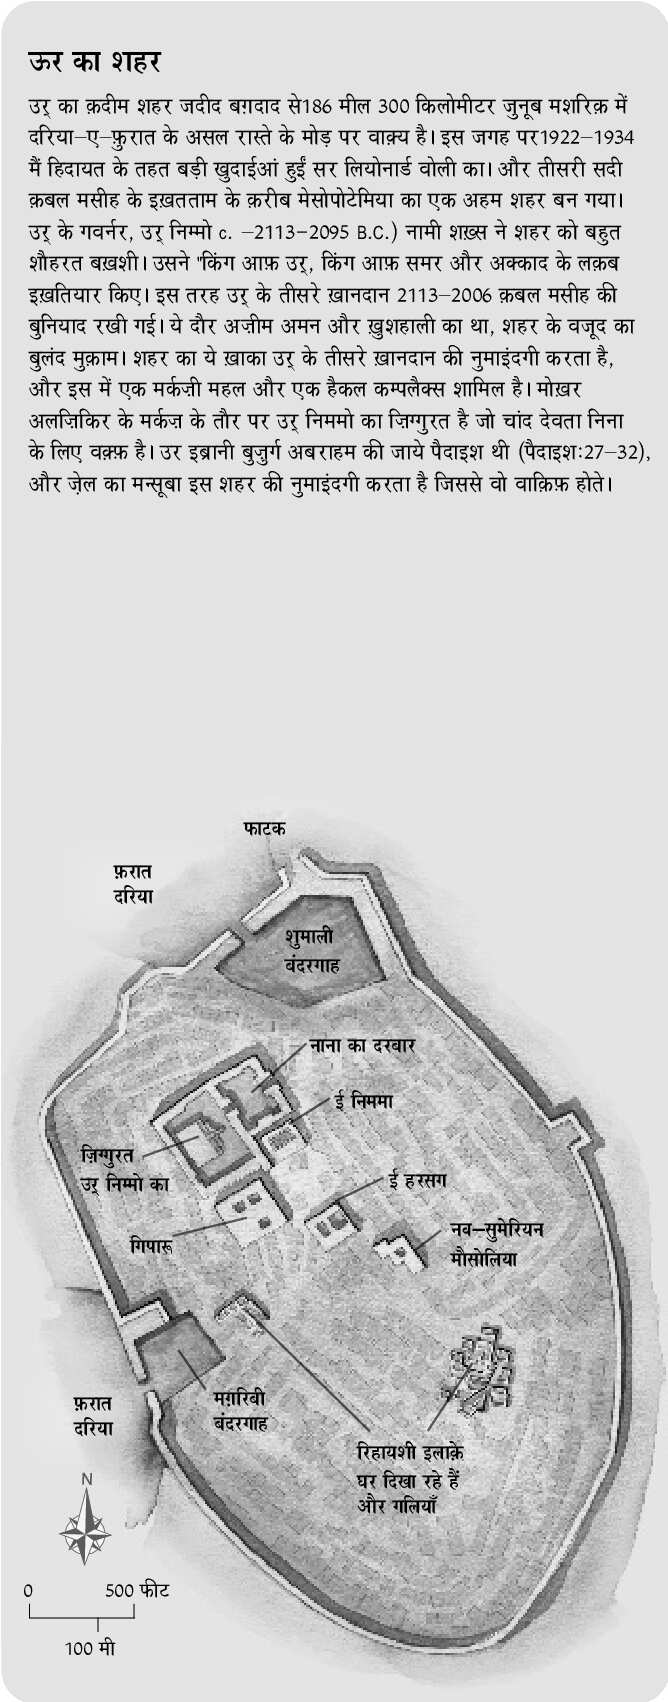 ऊर का शहर
उर् का क़दीम शहर जदीद बग़दाद से186 मील 300 किलोमीटर जुनूब मशरिक़ में
दरिया-ए-फ़ुरात के असल रास्ते के मोड़ पर वाक़्य है। इस जगह पर1922-1934
मैं हिदायत के तहत बड़ी खुदाईआं हुईं सर लियोनार्ड वोली का। और तीसरी सदी
क़बल मसीह के इख़तताम के क़रीब मेसोपोटेमिया का एक अहम शहर बन गया।
उर् के गवर्नर, उर् निम्मो c. -2113-2095 B.C.) नामी शख़्स ने शहर को बहुत
शौहरत बख़शी। उसने "किंग आफ़ उर्, किंग आफ़ समर और अक्काद के लक़ब
इख़तियार किए। इस तरह उर् के तीसरे ख़ानदान 2113-2006 क़बल मसीह की
बुनियाद रखी गई। ये दौर अज़ीम अमन और ख़ुशहाली का था, शहर के वजूद का
बुलंद मुक़ाम। शहर का ये ख़ाका उर् के तीसरे ख़ानदान की नुमाइंदगी करता है,
और इस में एक मर्कज़ी महल और एक हैकल कम्पलैक्स शामिल है। मोख़र
अलज़िकिर के मर्कज़ के तौर पर उर् निममो का ज़िग्गुरत है जो चांद देवता निना
के लिए वक़्फ़ है। उर इब्रानी बुज़ुर्ग अबराहम की जाये पैदाइश थी (पैदाइश:27-32),
और ज़ेल का मन्सूबा इस शहर की नुमाइंदगी करता है जिससे वो वाक़िफ़ होते।
फाटक
फ़रात
दरिया
शुमाली
बंदरगाह
नाना का दरबार
ई निममा
ज़िग्गुरत
उर् निम्मो का
ई हरसग
गिपारू
नव-सुमेरियन
मौसोलिया
मग़रिबी
बंदरगाह
फ़रात
दरिया
रिहायशी इलाक़े
घर दिखा रहे हैं
और गलियाँ
N
0 500 फीट
100 मी